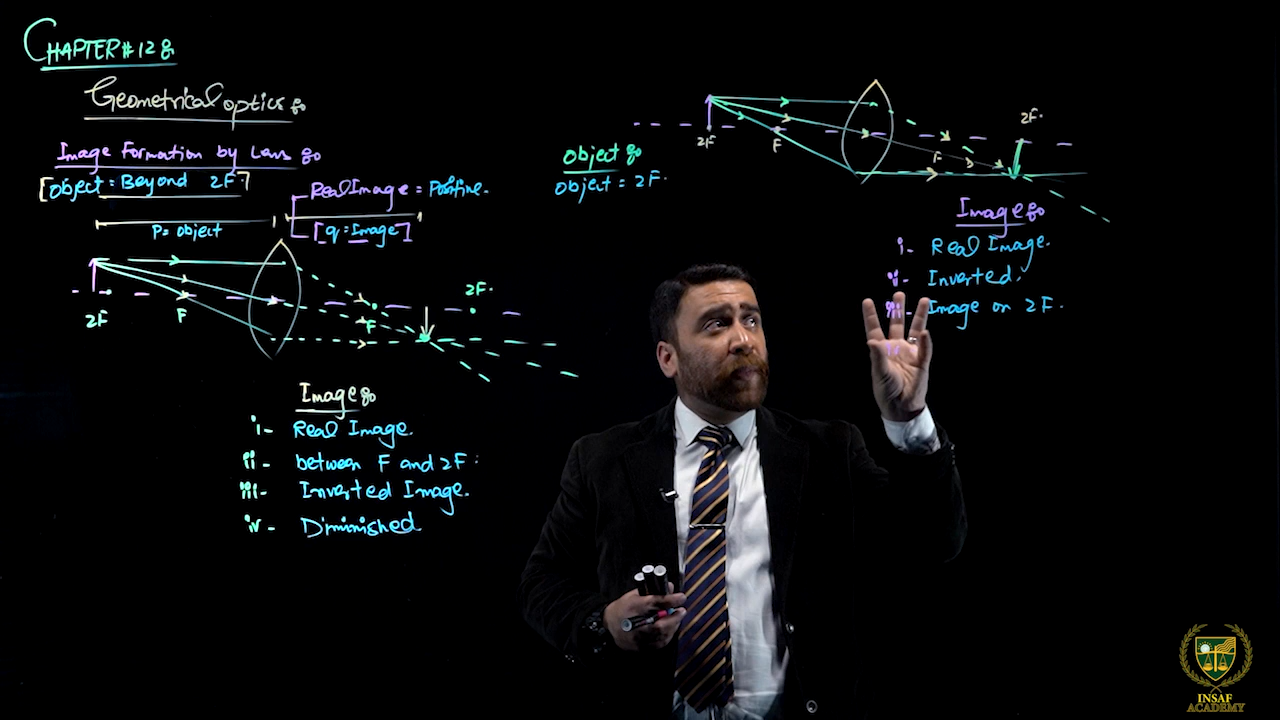 CHAPTER # 12 :
Geometrical optics :
Image Formation by Lens :
[object = Beyond 2F.]
Real Image = Positive.
P = object
[q = Image]
2F
F
F
2F.
Image :
i- Real Image.
ii- between F and 2F.
iii- Inverted Image.
iv- Diminished
object :
object = 2F.
2F
F
F
2F.
Image :
i- Real Image.
ii- Inverted.
iii- Image on 2F.
INSAF
ACADEMY